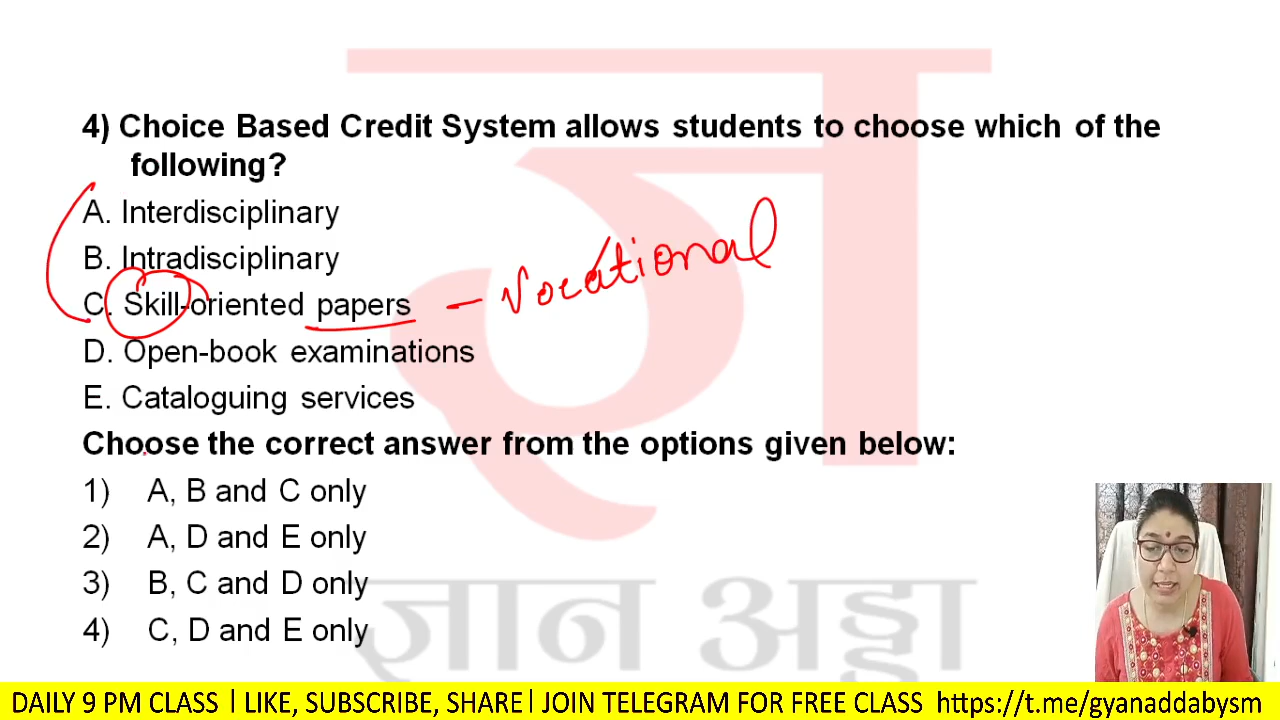 4) Choice Based Credit System allows students to choose which of the
following?
A. Interdisciplinary
B. Intradisciplinary
C. Skill-oriented papers - Vocational
D. Open-book examinations
E. Cataloguing services
Choose the correct answer from the options given below:
1) A, B and C only
2) A, D and E only
3) B, C and D only
4) C, D and E only
ज्ञान अड्डा
DAILY 9 PM CLASS | LIKE, SUBSCRIBE, SHARE| JOIN TELEGRAM FOR FREE CLASS https://t.me/gyanaddabysm